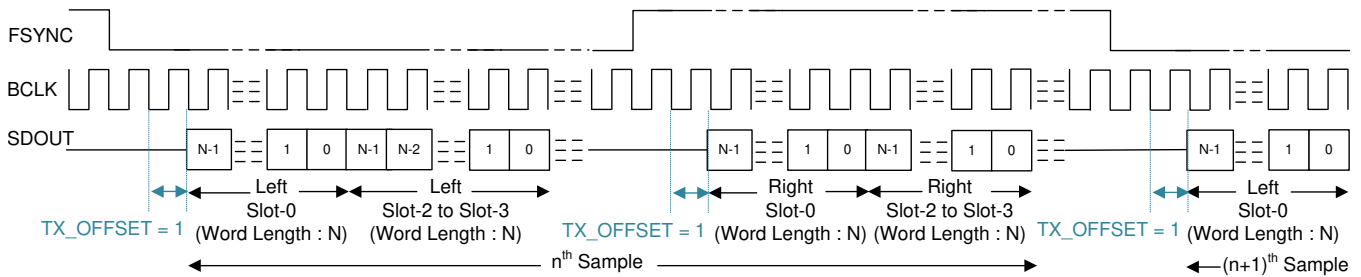 FSYNC
BCLK
SDOUT
N-1 1 0 N-1 N-2 1 0 N-1 1 0 N-1 1 0 N-1 1 0
Left Left Right Right Left
Slot-0 Slot-2 to Slot-3 Slot-0 Slot-2 to Slot-3 Slot-0
TX_OFFSET = 1 (Word Length : N) (Word Length : N) TX_OFFSET = 1 (Word Length : N) (Word Length : N) TX_OFFSET = 1 (Word Length : N)
nth Sample (n+1)th Sample